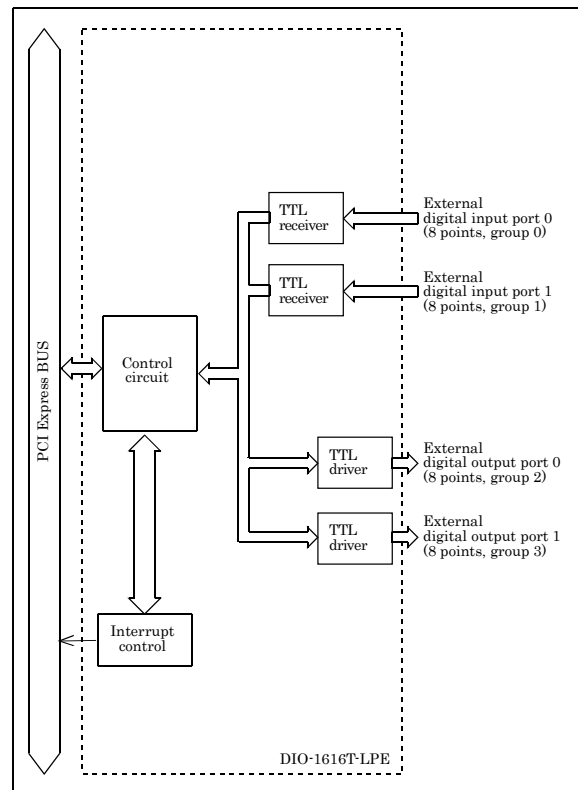 TTL
receiver
External
digital input port 0
(8 points, group 0)
TTL
receiver
External
digital input port 1
(8 points, group 1)
PCI Express BUS
Control
circuit
TTL
driver
External
digital output port 0
(8 points, group 2)
TTL
driver
External
digital output port 1
(8 points, group 3)
Interrupt
control
DIO-1616T-LPE